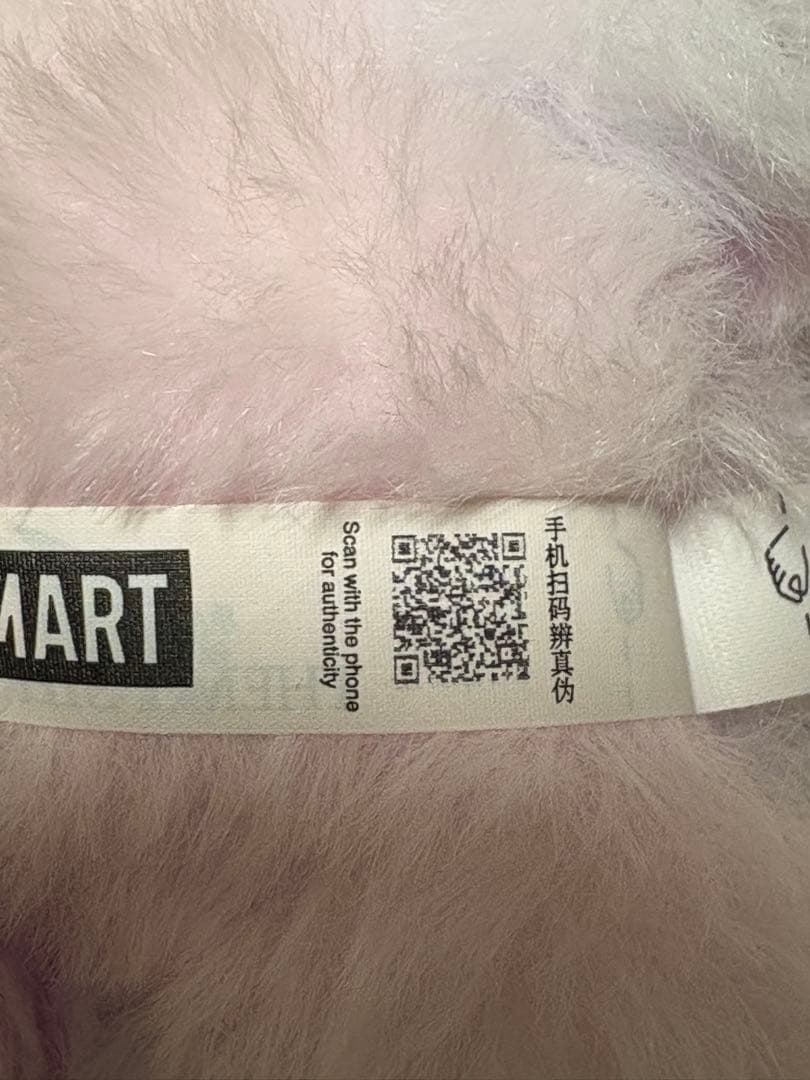 MART
Scan with the phone
for authenticity
手机扫码辨真伪